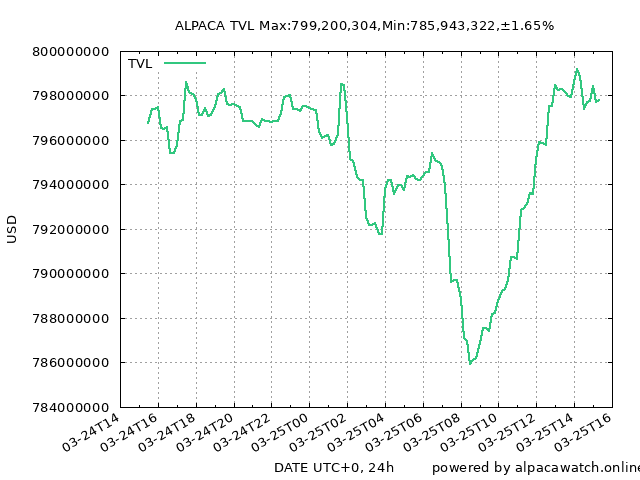 ALPACA TVL Max:799,200,304,Min:785,943,322,±1.65%
TVL
800000000
798000000
796000000
794000000
792000000
790000000
788000000
786000000
784000000
USD
03-24T14
03-24T16
03-24T18
03-24T20
03-24T22
03-25T00
03-25T02
03-25T04
03-25T06
03-25T08
03-25T10
03-25T12
03-25T14
03-25T16
DATE UTC+0, 24h
powered by alpacawatch.online